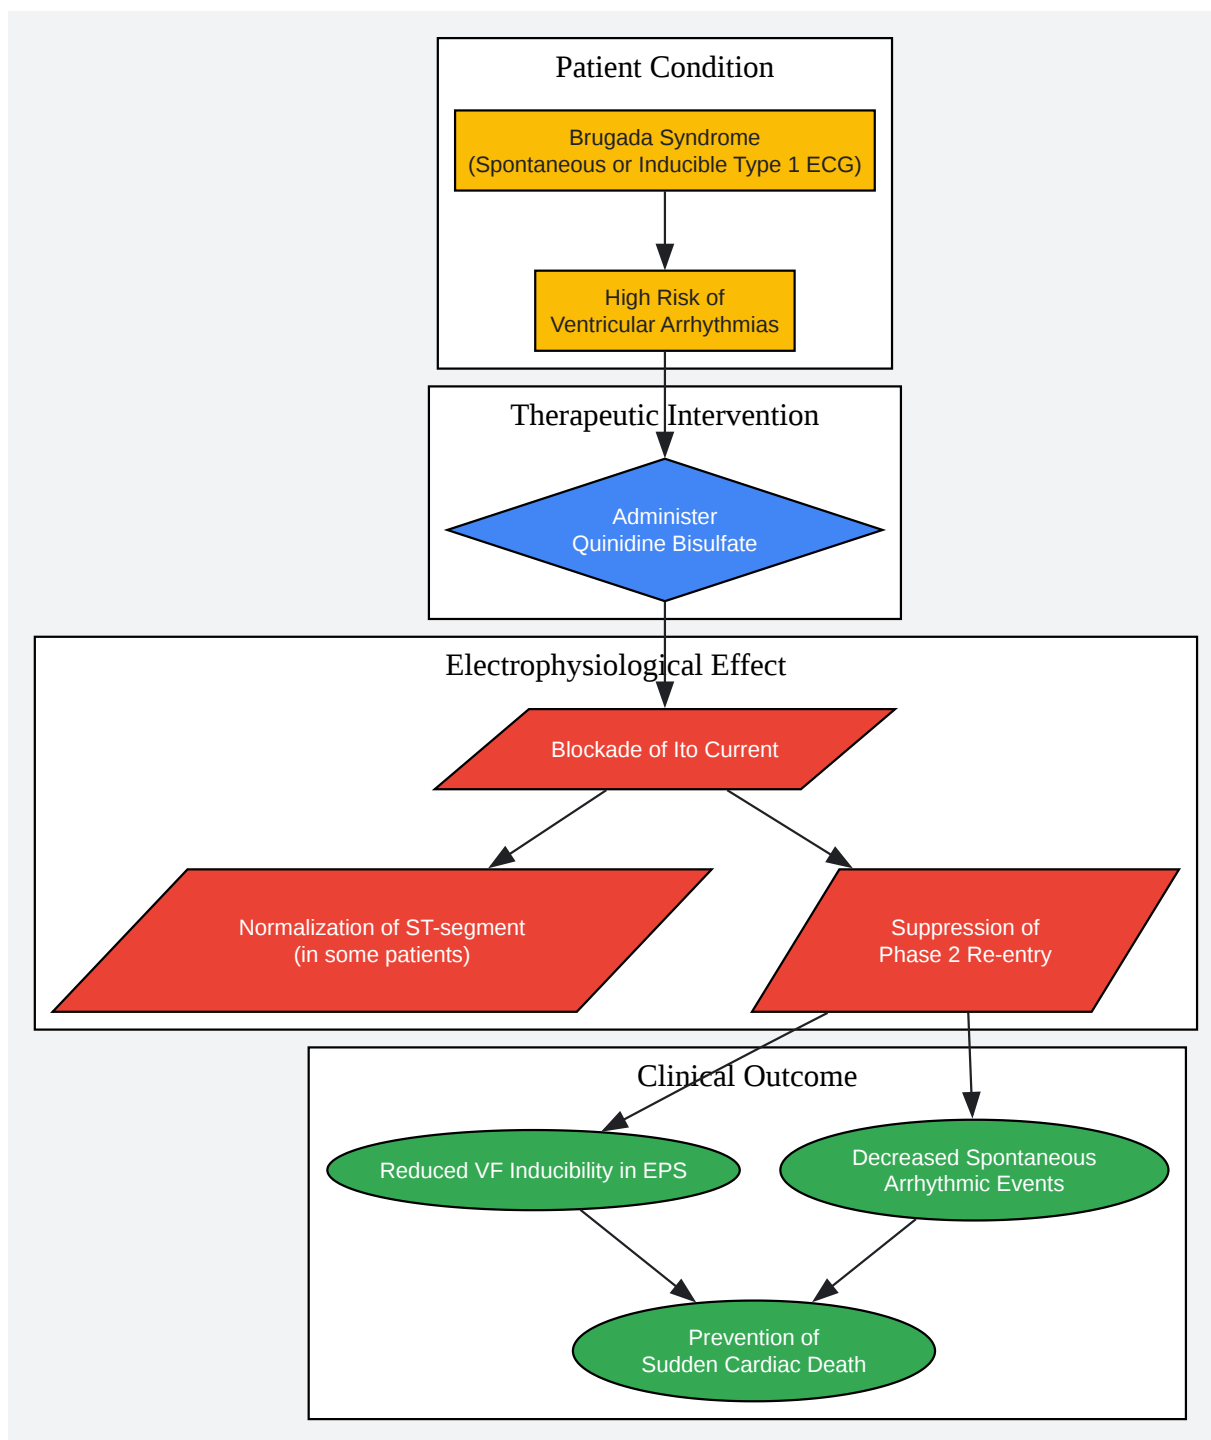 Patient Condition
Brugada Syndrome
(Spontaneous or Inducible Type 1 ECG)
High Risk of
Ventricular Arrhythmias
Therapeutic Intervention
Administer
Quinidine Bisulfate
Electrophysiological Effect
Blockade of Ito Current
Normalization of ST-segment
(in some patients)
Suppression of
Phase 2 Re-entry
Clinical Outcome
Reduced VF Inducibility in EPS
Decreased Spontaneous
Arrhythmic Events
Prevention of
Sudden Cardiac Death